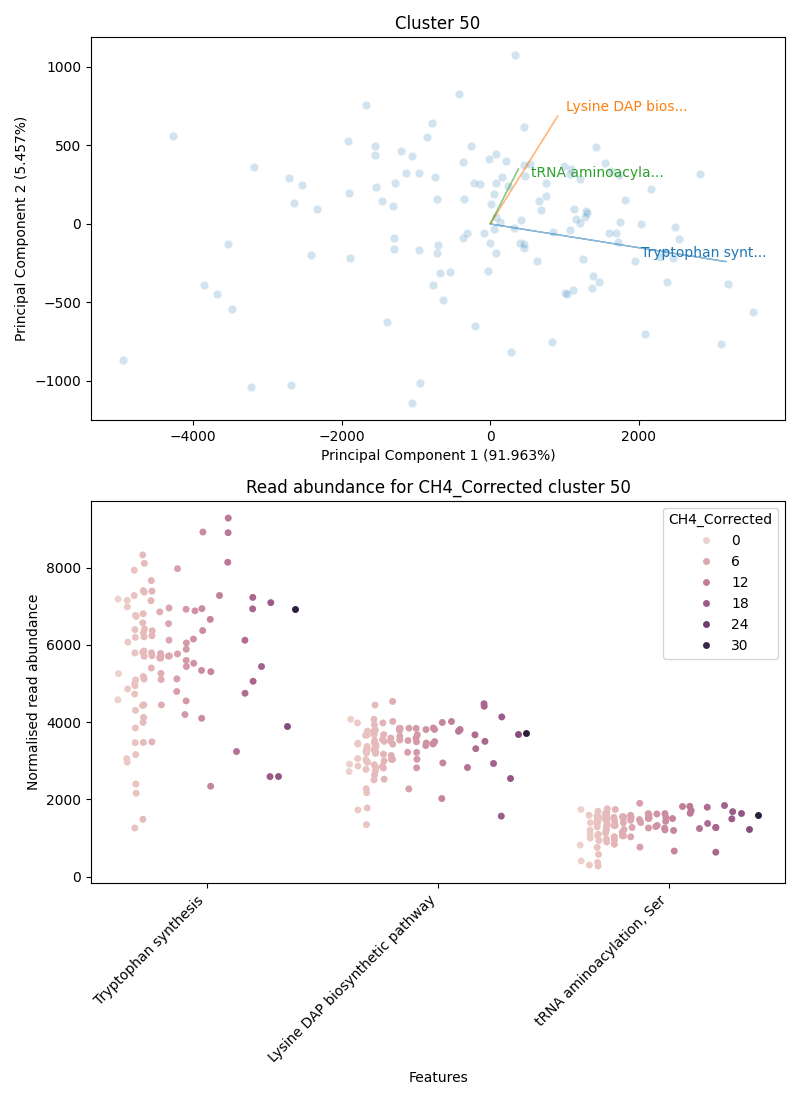 Cluster 50
Principal Component 2 (5.457%)
1000
500
0
−500
−1000
Lysine DAP bios...
tRNA aminoacyla...
Tryptophan synt...
−4000
−2000
0
2000
Principal Component 1 (91.963%)
Read abundance for CH4_Corrected cluster 50
Normalised read abundance
8000
6000
4000
2000
0
CH4_Corrected
0
6
12
18
24
30
Tryptophan synthesis
Lysine DAP biosynthetic pathway
tRNA aminoacylation, Ser
Features